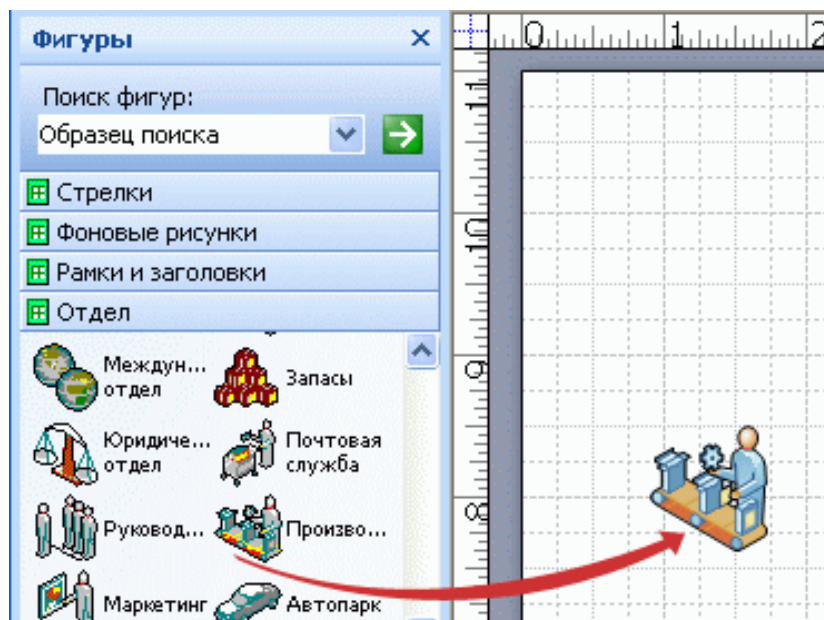 Фигуры
Поиск фигур:
Образец поиска
Стрелки
Фоновые рисунки
Рамки и заголовки
Отдел
Междун...
отдел
Запасы
Юридиче...
отдел
Почтовая
служба
Руковод...
Произво...
Маркетинг
Автопарк
0 1 2
11
10
9
8